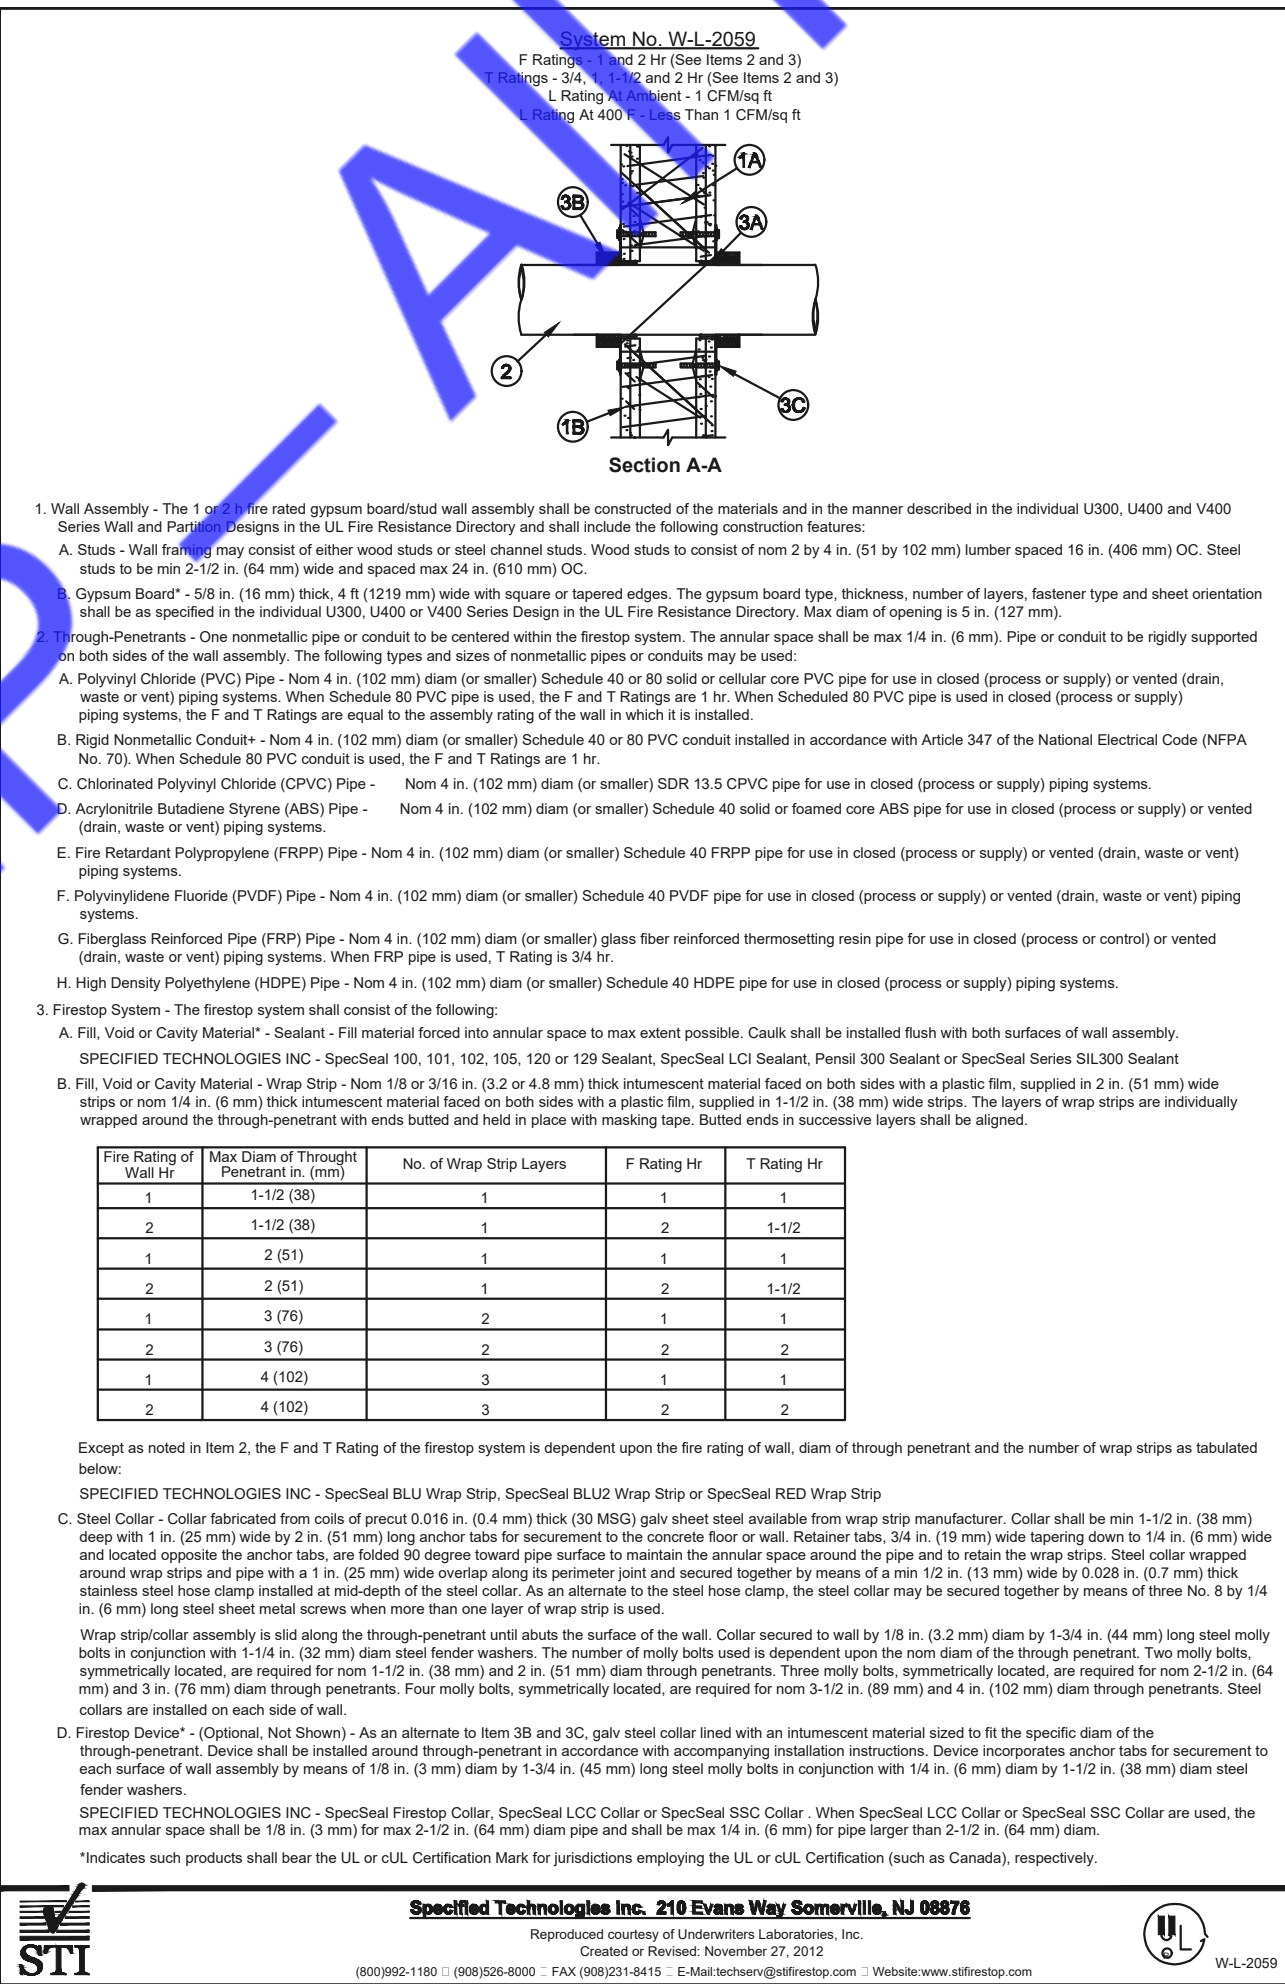 System No. W-L-2059
F Ratings - 1 and 2 Hr (See Items 2 and 3)
T Ratings - 3/4, 1, 1-1/2 and 2 Hr (See Items 2 and 3)
L Rating At Ambient - 1 CFM/sq ft
L Rating At 400 F - Less Than 1 CFM/sq ft
1A
3B
3A
2
3C
1B
Section A-A
1. Wall Assembly - The 1 or 2 h fire rated gypsum board/stud wall assembly shall be constructed of the materials and in the manner described in the individual U300, U400 and V400
Series Wall and Partition Designs in the UL Fire Resistance Directory and shall include the following construction features:
A. Studs - Wall framing may consist of either wood studs or steel channel studs. Wood studs to consist of nom 2 by 4 in. (51 by 102 mm) lumber spaced 16 in. (406 mm) OC. Steel
studs to be min 2-1/2 in. (64 mm) wide and spaced max 24 in. (610 mm) OC.
B. Gypsum Board* - 5/8 in. (16 mm) thick, 4 ft (1219 mm) wide with square or tapered edges. The gypsum board type, thickness, number of layers, fastener type and sheet orientation
shall be as specified in the individual U300, U400 or V400 Series Design in the UL Fire Resistance Directory. Max diam of opening is 5 in. (127 mm).
2. Through-Penetrants - One nonmetallic pipe or conduit to be centered within the firestop system. The annular space shall be max 1/4 in. (6 mm). Pipe or conduit to be rigidly supported
on both sides of the wall assembly. The following types and sizes of nonmetallic pipes or conduits may be used:
A. Polyvinyl Chloride (PVC) Pipe - Nom 4 in. (102 mm) diam (or smaller) Schedule 40 or 80 solid or cellular core PVC pipe for use in closed (process or supply) or vented (drain,
waste or vent) piping systems. When Schedule 80 PVC pipe is used, the F and T Ratings are 1 hr. When Scheduled 80 PVC pipe is used in closed (process or supply)
piping systems, the F and T Ratings are equal to the assembly rating of the wall in which it is installed.
B. Rigid Nonmetallic Conduit+ - Nom 4 in. (102 mm) diam (or smaller) Schedule 40 or 80 PVC conduit installed in accordance with Article 347 of the National Electrical Code (NFPA
No. 70). When Schedule 80 PVC conduit is used, the F and T Ratings are 1 hr.
C. Chlorinated Polyvinyl Chloride (CPVC) Pipe - Nom 4 in. (102 mm) diam (or smaller) SDR 13.5 CPVC pipe for use in closed (process or supply) piping systems.
D. Acrylonitrile Butadiene Styrene (ABS) Pipe - Nom 4 in. (102 mm) diam (or smaller) Schedule 40 solid or foamed core ABS pipe for use in closed (process or supply) or vented
(drain, waste or vent) piping systems.
E. Fire Retardant Polypropylene (FRPP) Pipe - Nom 4 in. (102 mm) diam (or smaller) Schedule 40 FRPP pipe for use in closed (process or supply) or vented (drain, waste or vent)
piping systems.
F. Polyvinylidene Fluoride (PVDF) Pipe - Nom 4 in. (102 mm) diam (or smaller) Schedule 40 PVDF pipe for use in closed (process or supply) or vented (drain, waste or vent) piping
systems.
G. Fiberglass Reinforced Pipe (FRP) Pipe - Nom 4 in. (102 mm) diam (or smaller) glass fiber reinforced thermosetting resin pipe for use in closed (process or control) or vented
(drain, waste or vent) piping systems. When FRP pipe is used, T Rating is 3/4 hr.
H. High Density Polyethylene (HDPE) Pipe - Nom 4 in. (102 mm) diam (or smaller) Schedule 40 HDPE pipe for use in closed (process or supply) piping systems.
3. Firestop System - The firestop system shall consist of the following:
A. Fill, Void or Cavity Material* - Sealant - Fill material forced into annular space to max extent possible. Caulk shall be installed flush with both surfaces of wall assembly.
SPECIFIED TECHNOLOGIES INC - SpecSeal 100, 101, 102, 105, 120 or 129 Sealant, SpecSeal LCI Sealant, Pensil 300 Sealant or SpecSeal Series SIL300 Sealant
B. Fill, Void or Cavity Material - Wrap Strip - Nom 1/8 or 3/16 in. (3.2 or 4.8 mm) thick intumescent material faced on both sides with a plastic film, supplied in 2 in. (51 mm) wide
strips or nom 1/4 in. (6 mm) thick intumescent material faced on both sides with a plastic film, supplied in 1-1/2 in. (38 mm) wide strips. The layers of wrap strips are individually
wrapped around the through-penetrant with ends butted and held in place with masking tape. Butted ends in successive layers shall be aligned.
Fire Rating of Wall Hr | Max Diam of Throught Penetrant in. (mm) | No. of Wrap Strip Layers | F Rating Hr | T Rating Hr
1 | 1-1/2 (38) | 1 | 1 | 1
2 | 1-1/2 (38) | 1 | 2 | 1-1/2
1 | 2 (51) | 1 | 1 | 1
2 | 2 (51) | 1 | 2 | 1-1/2
1 | 3 (76) | 2 | 1 | 1
2 | 3 (76) | 2 | 2 | 2
1 | 4 (102) | 3 | 1 | 1
2 | 4 (102) | 3 | 2 | 2
Except as noted in Item 2, the F and T Rating of the firestop system is dependent upon the fire rating of wall, diam of through penetrant and the number of wrap strips as tabulated
below:
SPECIFIED TECHNOLOGIES INC - SpecSeal BLU Wrap Strip, SpecSeal BLU2 Wrap Strip or SpecSeal RED Wrap Strip
C. Steel Collar - Collar fabricated from coils of precut 0.016 in. (0.4 mm) thick (30 MSG) galv sheet steel available from wrap strip manufacturer. Collar shall be min 1-1/2 in. (38 mm)
deep with 1 in. (25 mm) wide by 2 in. (51 mm) long anchor tabs for securement to the concrete floor or wall. Retainer tabs, 3/4 in. (19 mm) wide tapering down to 1/4 in. (6 mm) wide
and located opposite the anchor tabs, are folded 90 degree toward pipe surface to maintain the annular space around the pipe and to retain the wrap strips. Steel collar wrapped
around wrap strips and pipe with a 1 in. (25 mm) wide overlap along its perimeter joint and secured together by means of a min 1/2 in. (13 mm) wide by 0.028 in. (0.7 mm) thick
stainless steel hose clamp installed at mid-depth of the steel collar. As an alternate to the steel hose clamp, the steel collar may be secured together by means of three No. 8 by 1/4
in. (6 mm) long steel sheet metal screws when more than one layer of wrap strip is used.
Wrap strip/collar assembly is slid along the through-penetrant until abuts the surface of the wall. Collar secured to wall by 1/8 in. (3.2 mm) diam by 1-3/4 in. (44 mm) long steel molly
bolts in conjunction with 1-1/4 in. (32 mm) diam steel fender washers. The number of molly bolts used is dependent upon the nom diam of the through penetrant. Two molly bolts,
symmetrically located, are required for nom 1-1/2 in. (38 mm) and 2 in. (51 mm) diam through penetrants. Three molly bolts, symmetrically located, are required for nom 2-1/2 in. (64
mm) and 3 in. (76 mm) diam through penetrants. Four molly bolts, symmetrically located, are required for nom 3-1/2 in. (89 mm) and 4 in. (102 mm) diam through penetrants. Steel
collars are installed on each side of wall.
D. Firestop Device* - (Optional, Not Shown) - As an alternate to Item 3B and 3C, galv steel collar lined with an intumescent material sized to fit the specific diam of the
through-penetrant. Device shall be installed around through-penetrant in accordance with accompanying installation instructions. Device incorporates anchor tabs for securement to
each surface of wall assembly by means of 1/8 in. (3 mm) diam by 1-3/4 in. (45 mm) long steel molly bolts in conjunction with 1/4 in. (6 mm) diam by 1-1/2 in. (38 mm) diam steel
fender washers.
SPECIFIED TECHNOLOGIES INC - SpecSeal Firestop Collar, SpecSeal LCC Collar or SpecSeal SSC Collar . When SpecSeal LCC Collar or SpecSeal SSC Collar are used, the
max annular space shall be 1/8 in. (3 mm) for max 2-1/2 in. (64 mm) diam pipe and shall be max 1/4 in. (6 mm) for pipe larger than 2-1/2 in. (64 mm) diam.
*Indicates such products shall bear the UL or cUL Certification Mark for jurisdictions employing the UL or cUL Certification (such as Canada), respectively.
STI
Specified Technologies Inc. 210 Evans Way Somerville, NJ 08876
Reproduced courtesy of Underwriters Laboratories, Inc.
Created or Revised: November 27, 2012
(800)992-1180 □ (908)526-8000 □ FAX (908)231-8415 □ E-Mail:techserv@stifirestop.com □ Website:www.stifirestop.com
UL
W-L-2059